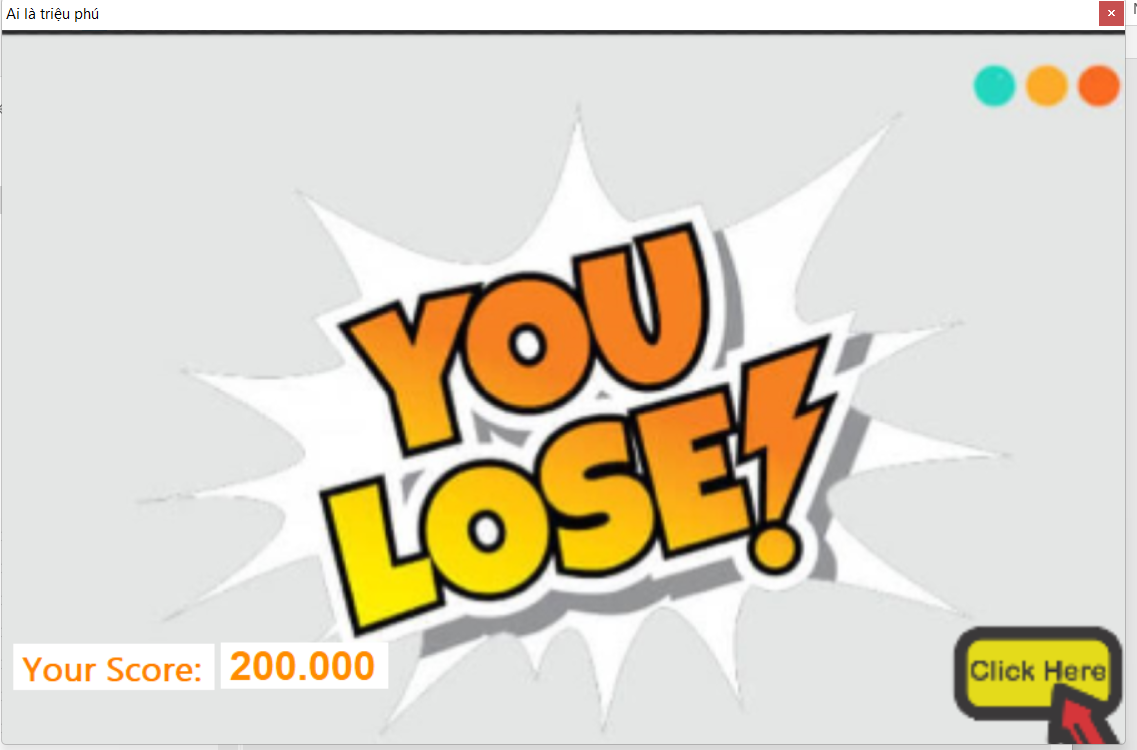 Ai là triệu phú
YOU
LOSE!
Your Score: 200.000
Click Here